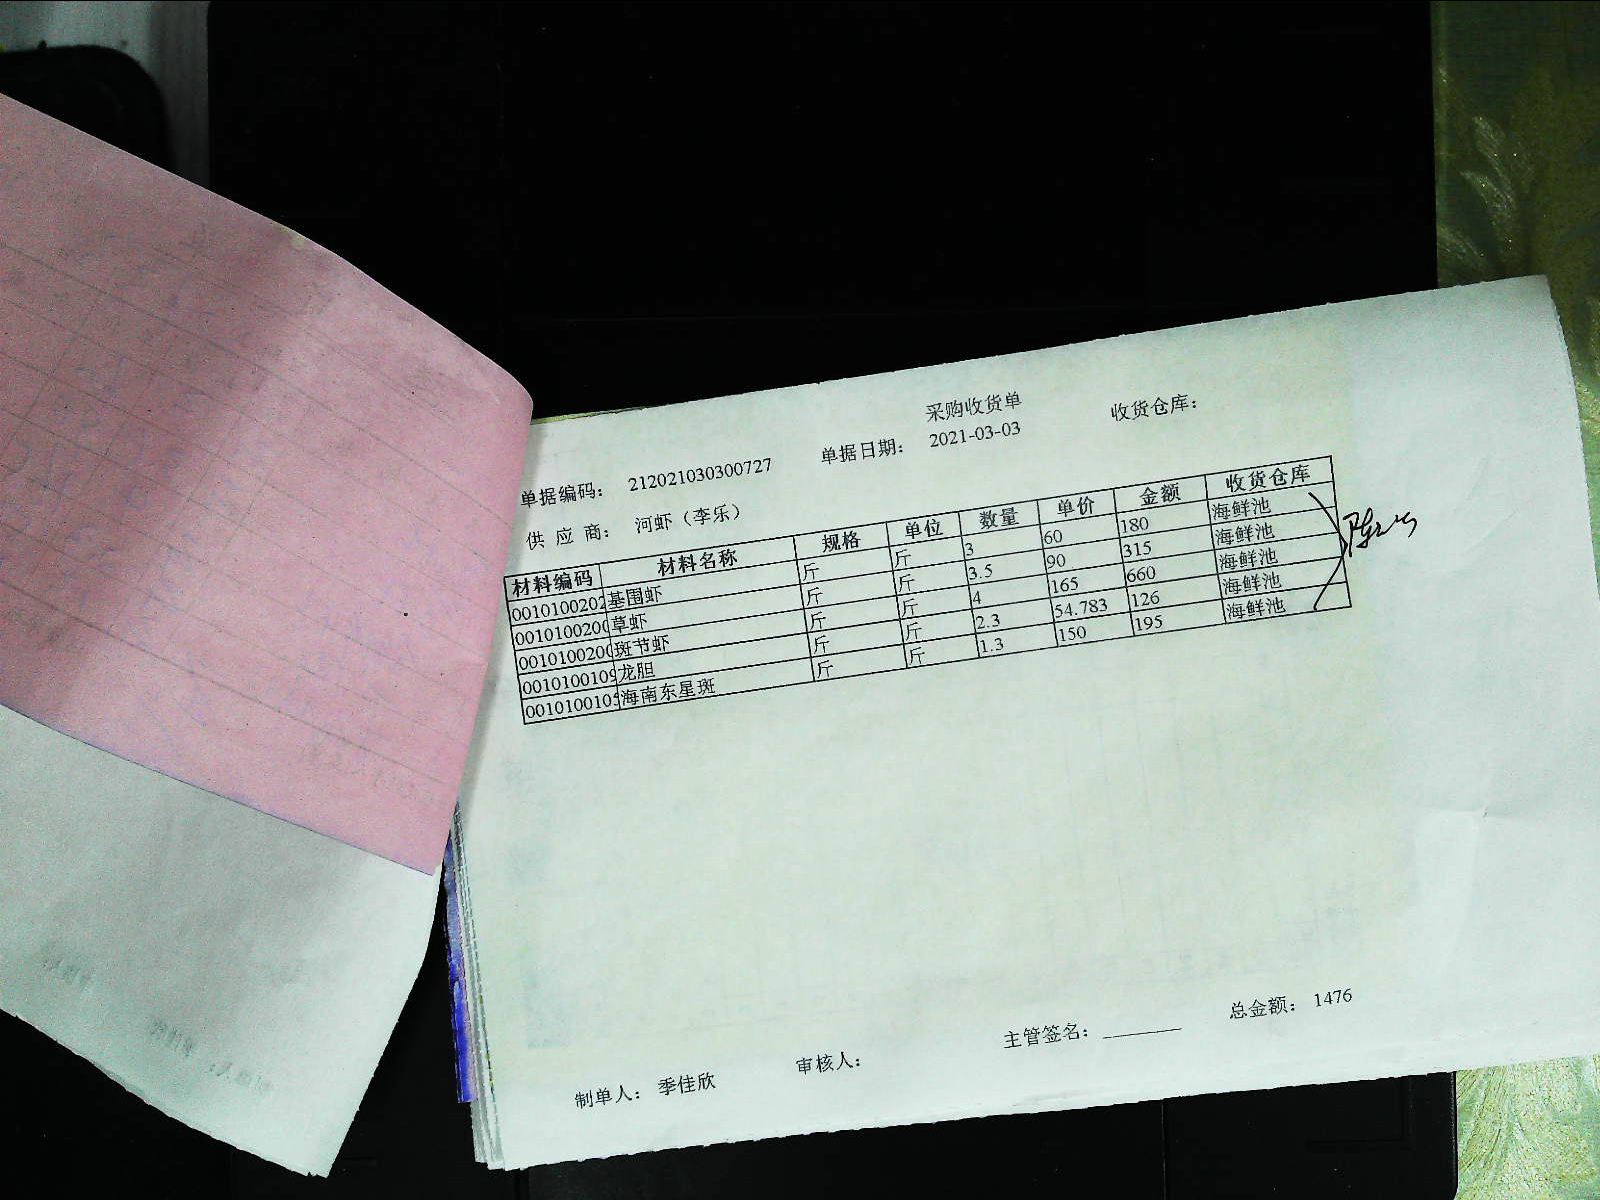 采购收货单
单据编码： 212021030300727 单据日期： 2021-03-03 收货仓库：
供 应 商： 河虾（李乐）
材料编码 材料名称 规格 单位 数量 单价 金额 收货仓库
0010100202 基围虾 斤 斤 3 60 180 海鲜池
001010020 草虾 斤 斤 3.5 90 315 海鲜池
001010020 斑节虾 斤 斤 4 165 660 海鲜池
0010100109 龙胆 斤 斤 2.3 54.783 126 海鲜池
001010010 海南东星斑 斤 斤 1.3 150 195 海鲜池
制单人： 季佳欣 审核人： 主管签名： 总金额： 1476